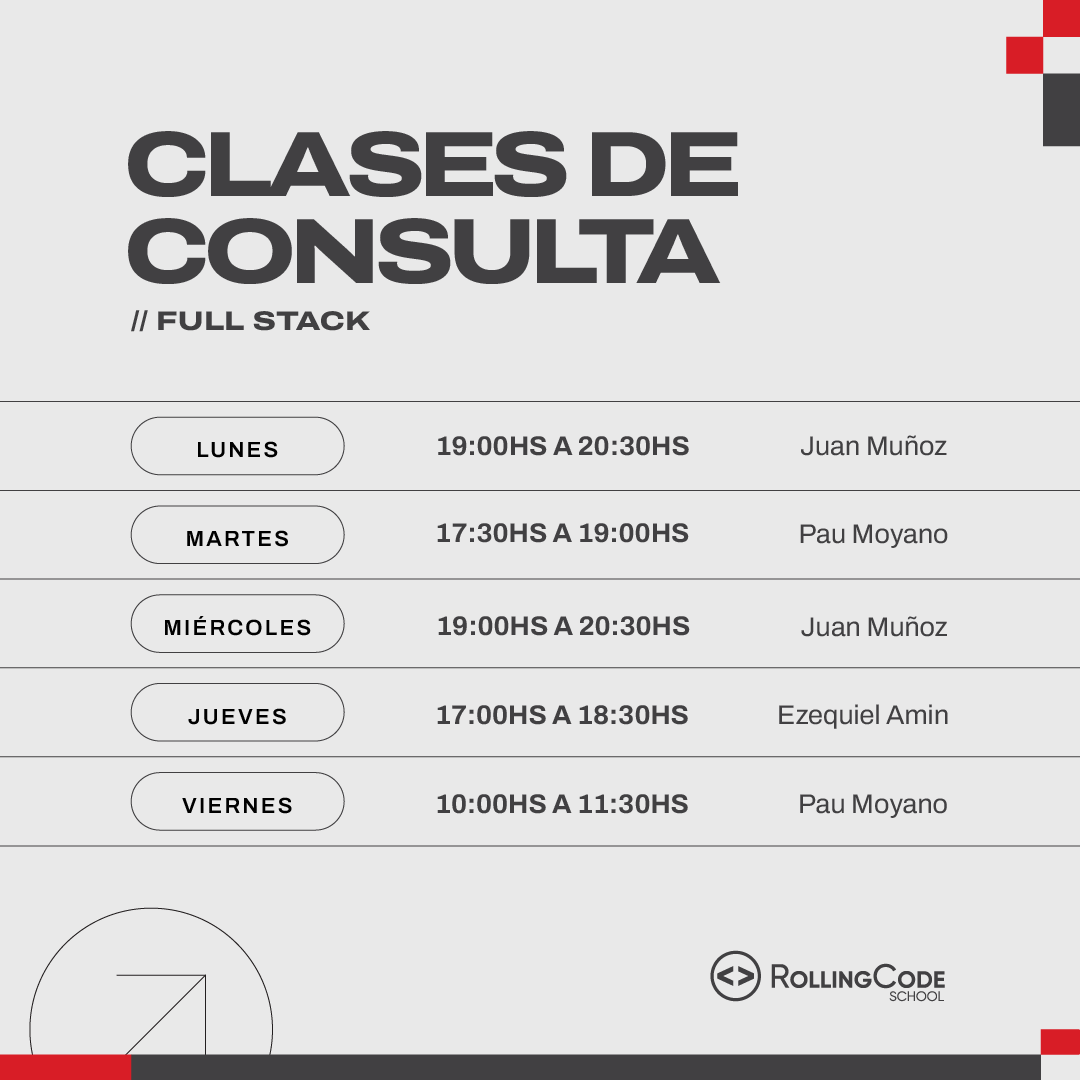 CLASES DE
CONSULTA
// FULL STACK
LUNES 19:00HS A 20:30HS Juan Muñoz
MARTES 17:30HS A 19:00HS Pau Moyano
MIÉRCOLES 19:00HS A 20:30HS Juan Muñoz
JUEVES 17:00HS A 18:30HS Ezequiel Amin
VIERNES 10:00HS A 11:30HS Pau Moyano
<> ROLLINGCODE
SCHOOL